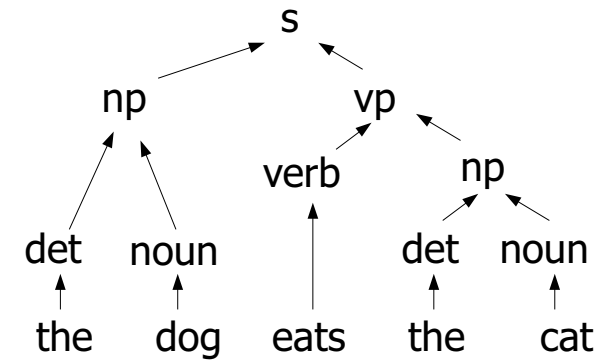 s
np vp
verb np
det noun det noun
the dog eats the cat